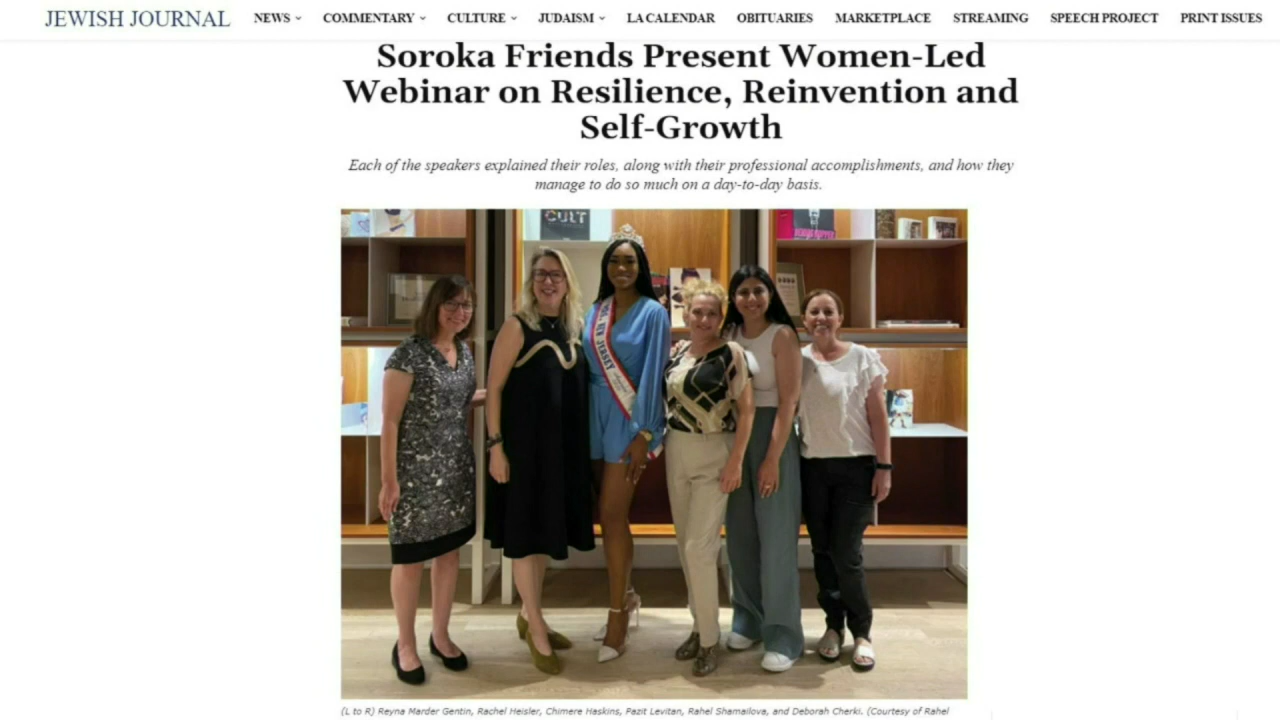 JEWISH JOURNAL NEWS COMMENTARY CULTURE JUDAISM LA CALENDAR OBITUARIES MARKETPLACE STREAMING SPEECH PROJECT PRINT ISSUES
Soroka Friends Present Women-Led
Webinar on Resilience, Reinvention and
Self-Growth
Each of the speakers explained their roles, along with their professional accomplishments, and how they
manage to do so much on a day-to-day basis.
CULT
JERSEY
(L to R) Reyna Marder Gentin, Rachel Heisler, Chimere Haskins, Pazit Levitan, Rahel Shamailova, and Deborah Cherki. (Courtesy of Rahel